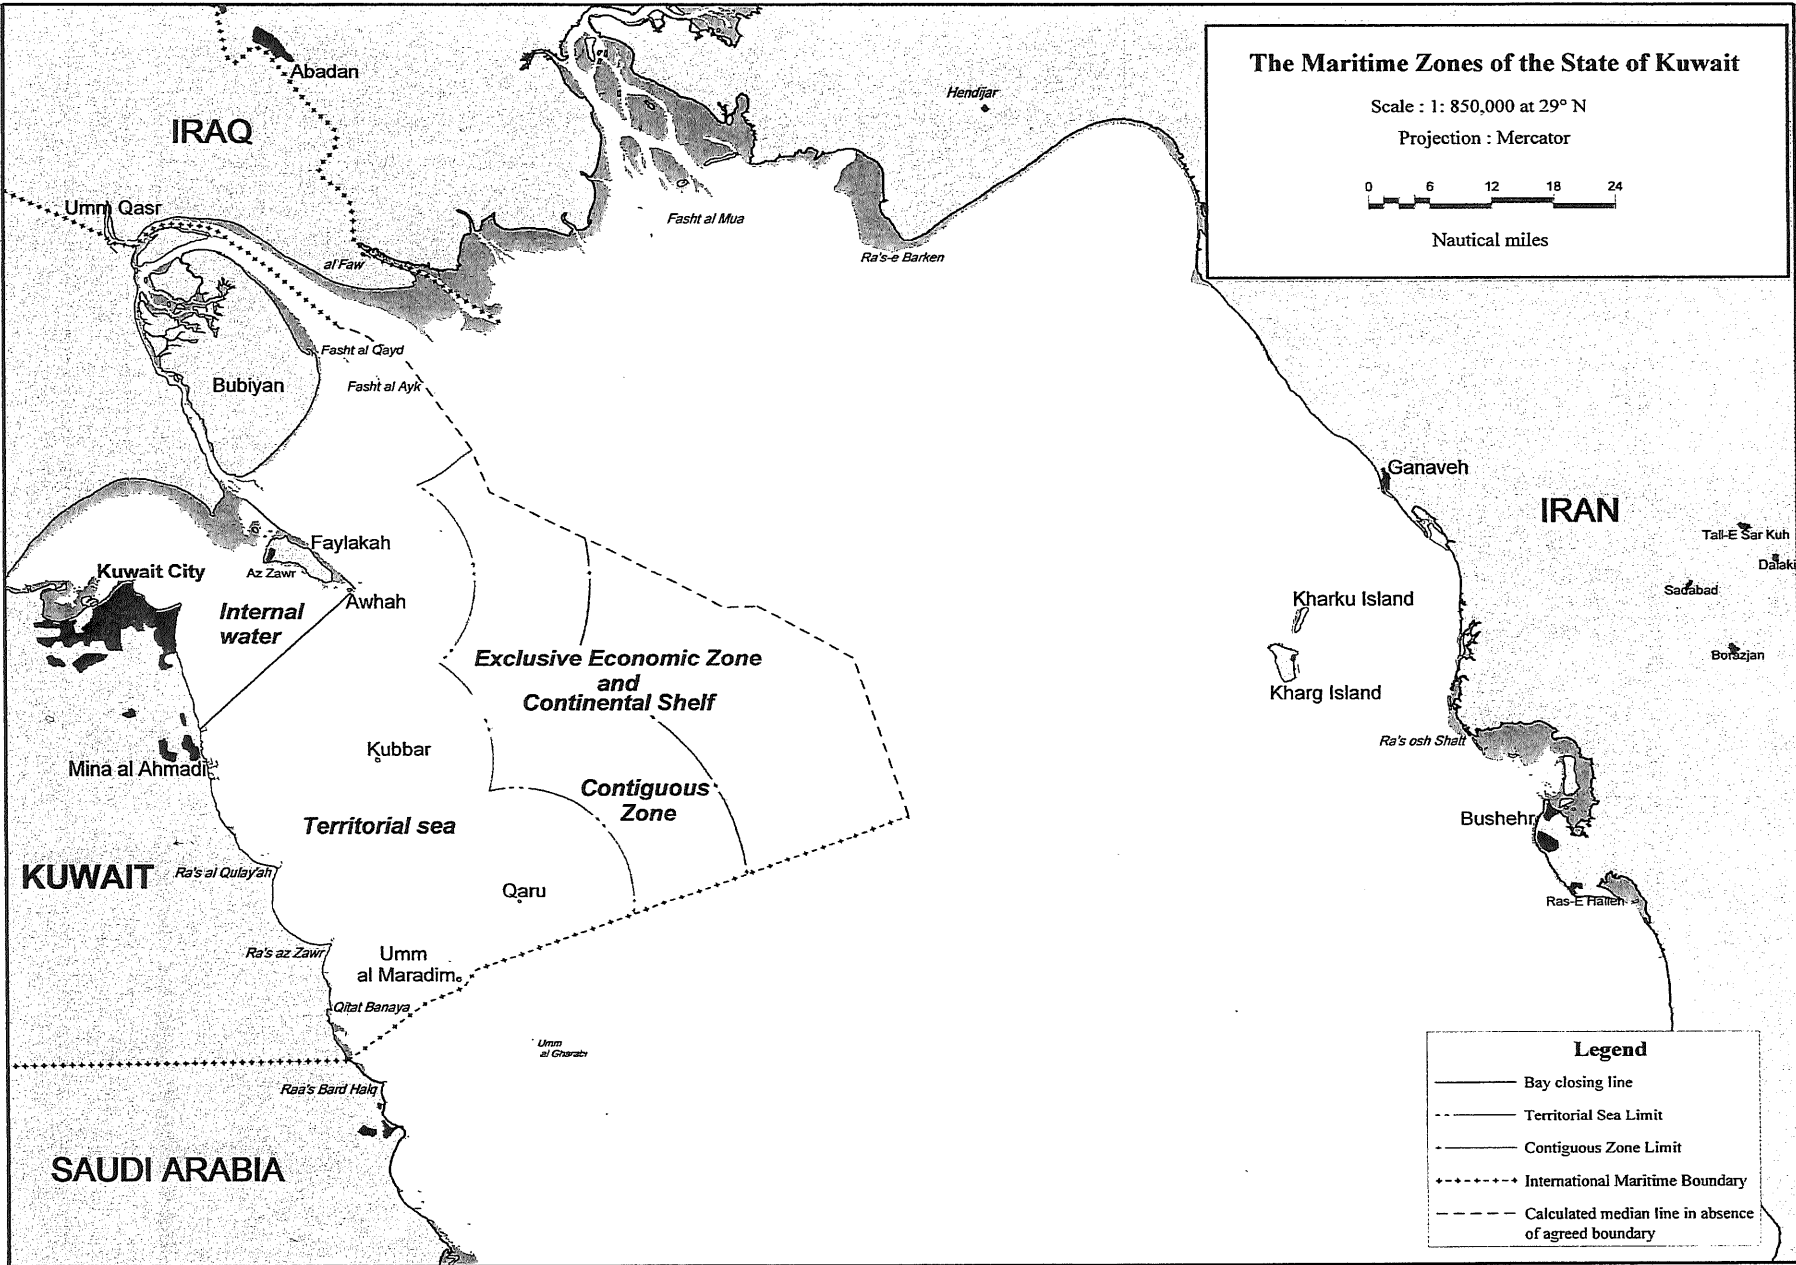 The Maritime Zones of the State of Kuwait
Scale : 1: 850,000 at 29° N
Projection : Mercator
0 6 12 18 24
Nautical miles
Abadan
IRAQ
Hendijar
Umm Qasr
Fasht al Mua
al Faw
Ra's-e Barken
Fasht al Qayd
Bubiyan
Fasht al Ayk
Ganaveh
IRAN
Tall-E Sar Kuh
Dalaki
Sadabad
Borazjan
Faylakah
Az Zawr
Kuwait City
Awhah
Internal
water
Kharku Island
Kharg Island
Exclusive Economic Zone
and
Continental Shelf
Ra's osh Shatt
Kubbar
Mina al Ahmadi
Contiguous
Zone
Territorial sea
Bushehr
KUWAIT
Ra's al Qulay'ah
Qaru
Ras-E Halileh
Ra's az Zawr
Umm
al Maradim
Qitat Banaya
Umm
al Gharabi
Raa's Bard Halq
SAUDI ARABIA
Legend
Bay closing line
Territorial Sea Limit
Contiguous Zone Limit
International Maritime Boundary
Calculated median line in absence
of agreed boundary